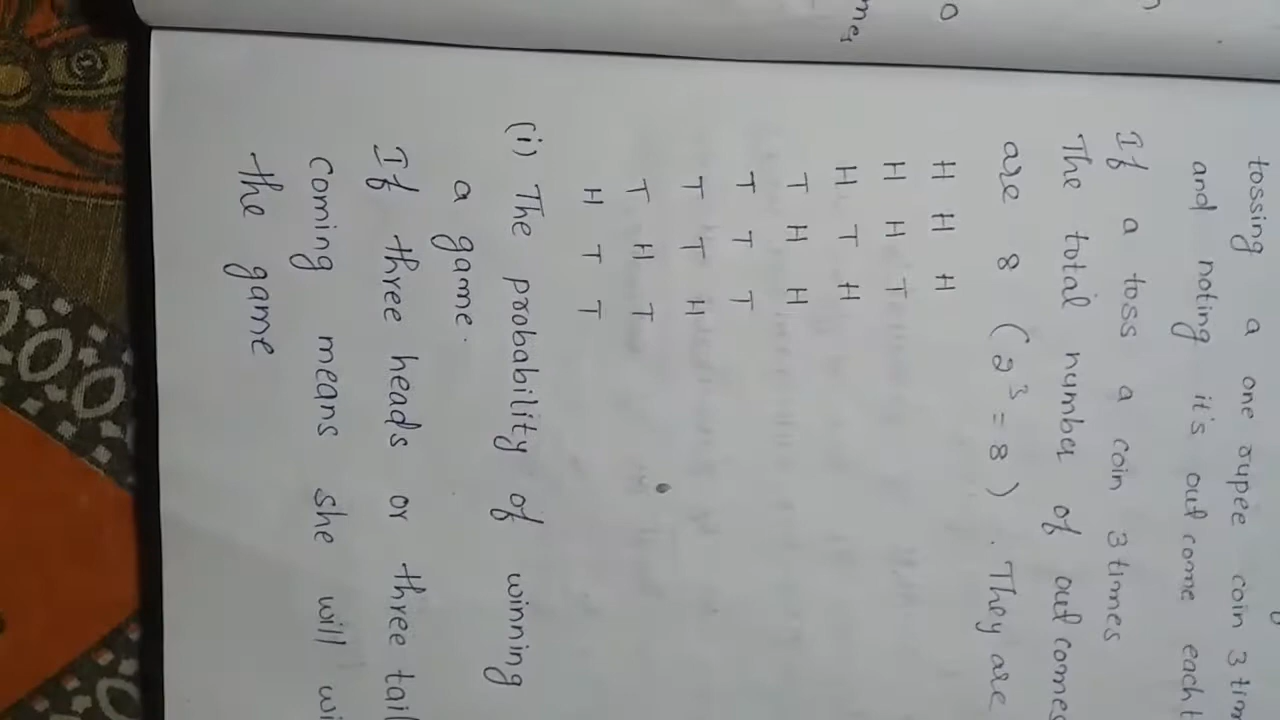 tossing a one rupee coin 3 tim
and noting it's out come each t
If a toss a coin 3 times
The total number of out comes
are 8 (2³ = 8). They are
H H H
H H T
H T H
T H H
T T T
T T H
T H T
H T T
(i) The probability of winning
a game.
If three heads or three tail
coming means she will wi
the game